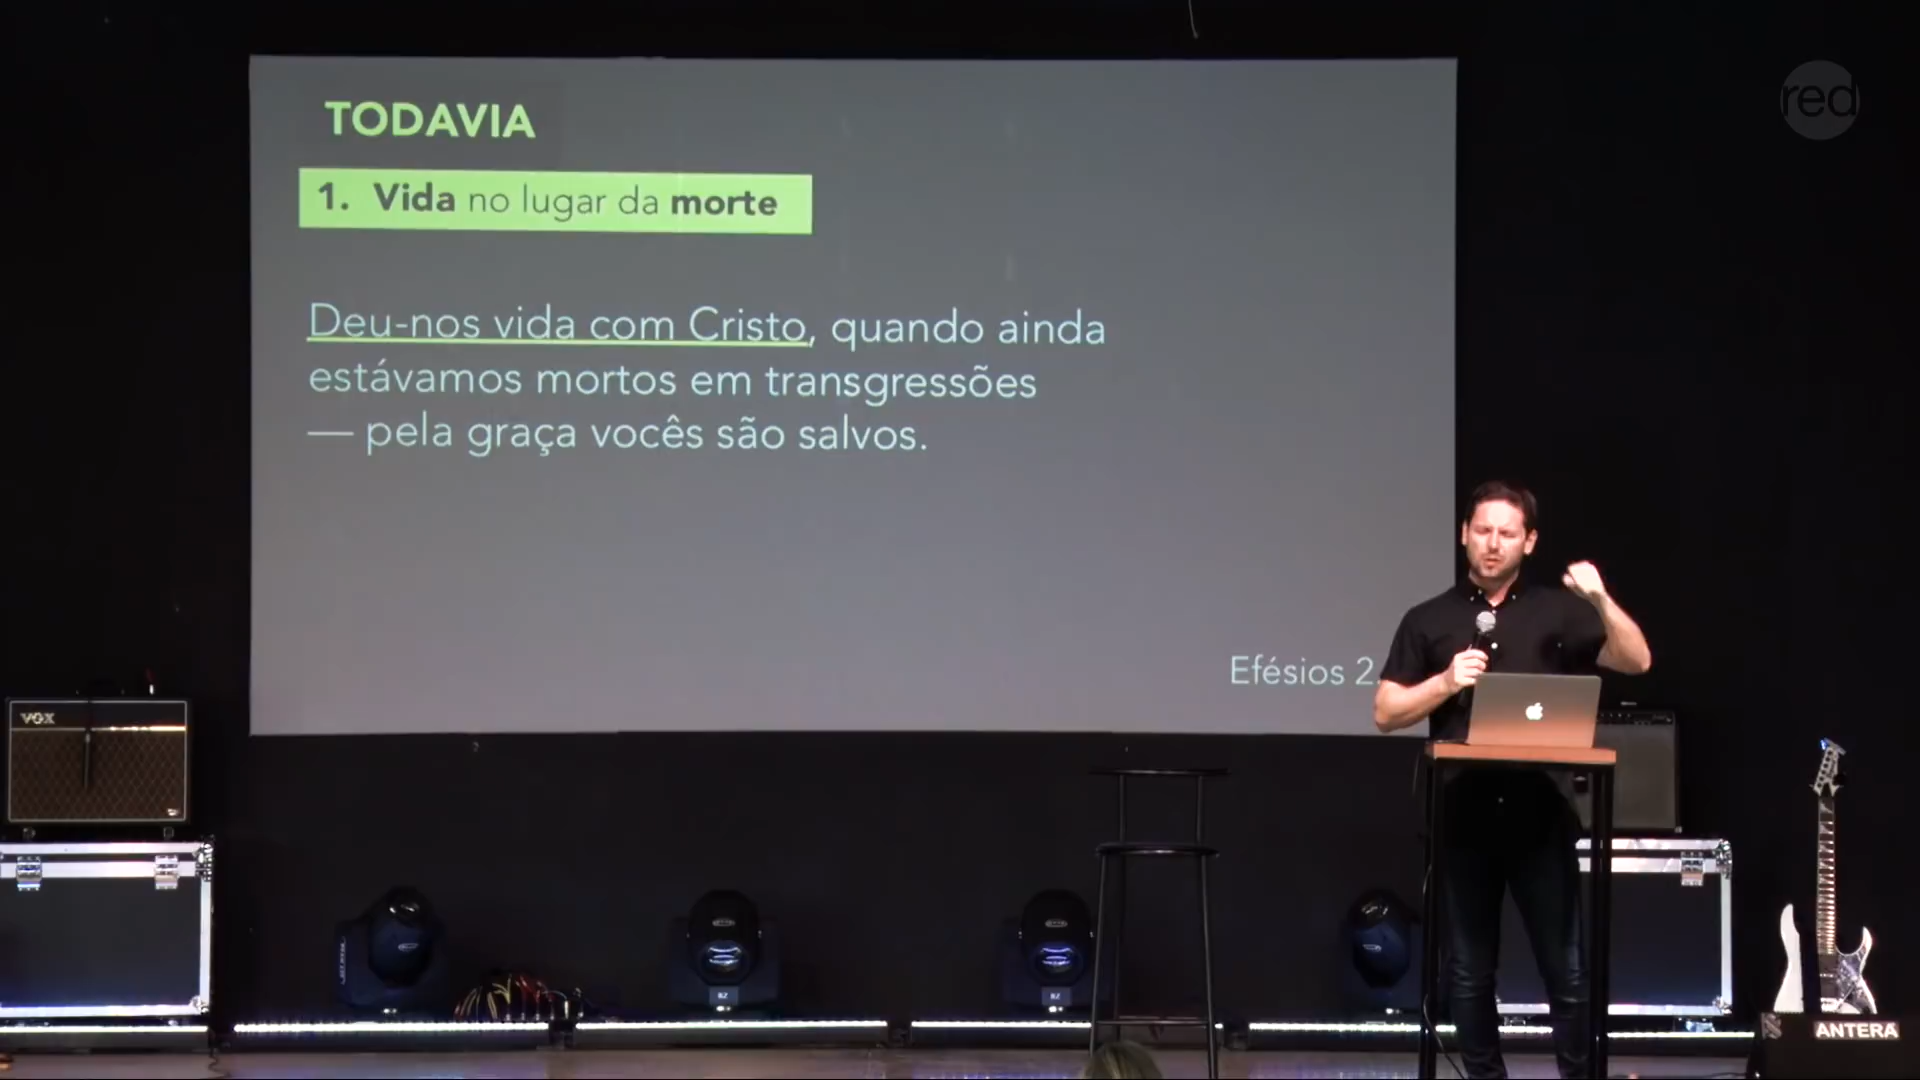 TODAVIA
1. Vida no lugar da morte
Deu-nos vida com Cristo, quando ainda
estávamos mortos em transgressões
— pela graça vocês são salvos.
Efésios 2.
red
VOX
ANTERA